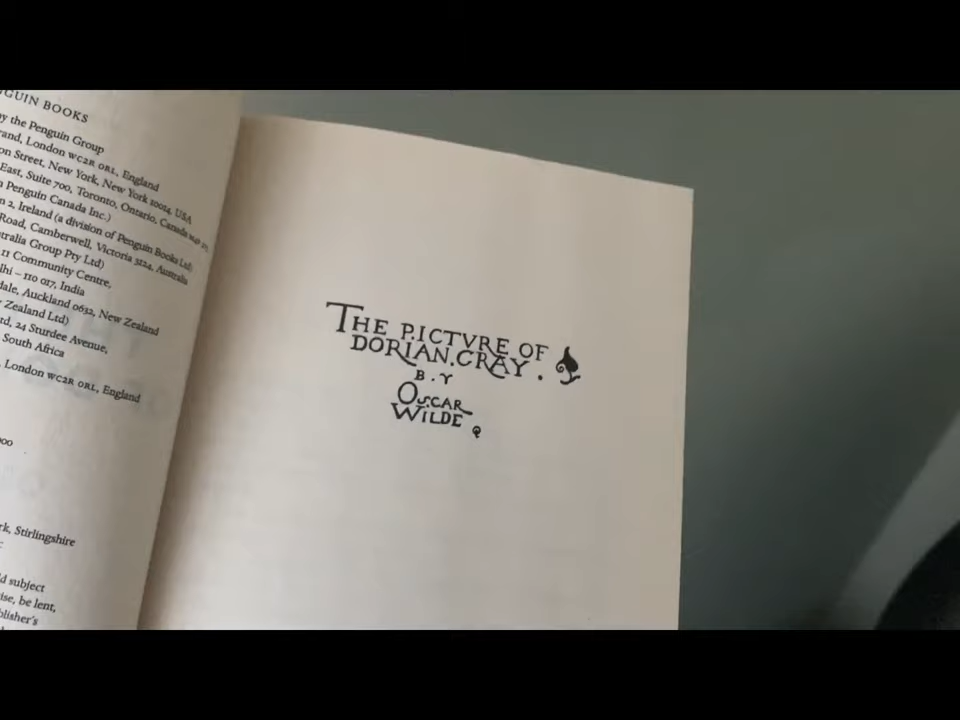 NGUIN BOOKS
by the Penguin Group
rand, London WC2R 0RL, England
on Street, New York, New York 10014, USA
East, Suite 700, Toronto, Ontario, Canada
Penguin Canada Inc.)
n 2, Ireland (a division of Penguin Books Ltd)
Road, Camberwell, Victoria 3124, Australia
tralia Group Pty Ltd)
11 Community Centre,
lhi – 110 017, India
dale, Auckland 0632, New Zealand
Zealand Ltd)
rd, 24 Sturdee Avenue,
South Africa
, London WC2R 0RL, England
000
rk, Stirlingshire
d subject
ise, be lent,
blisher's
THE PICTVRE OF
DORIAN.GRAY.
B.Y
OSCAR
WILDE